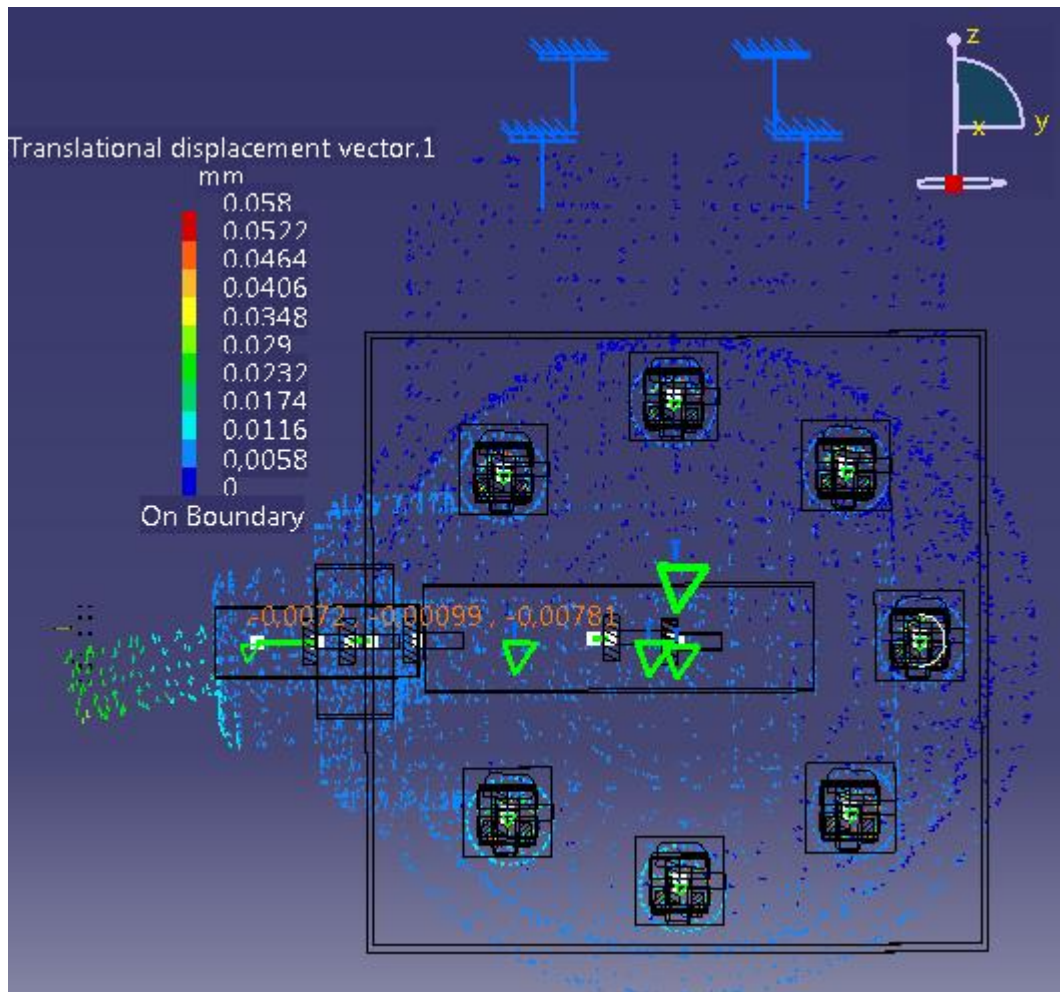 z
x
y
Translational displacement vector.1
mm
0.058
0.0522
0.0464
0.0406
0.0348
0.029
0.0232
0.0174
0.0116
0.0058
0
On Boundary
-0.0072 , -0.00099 , -0.00781